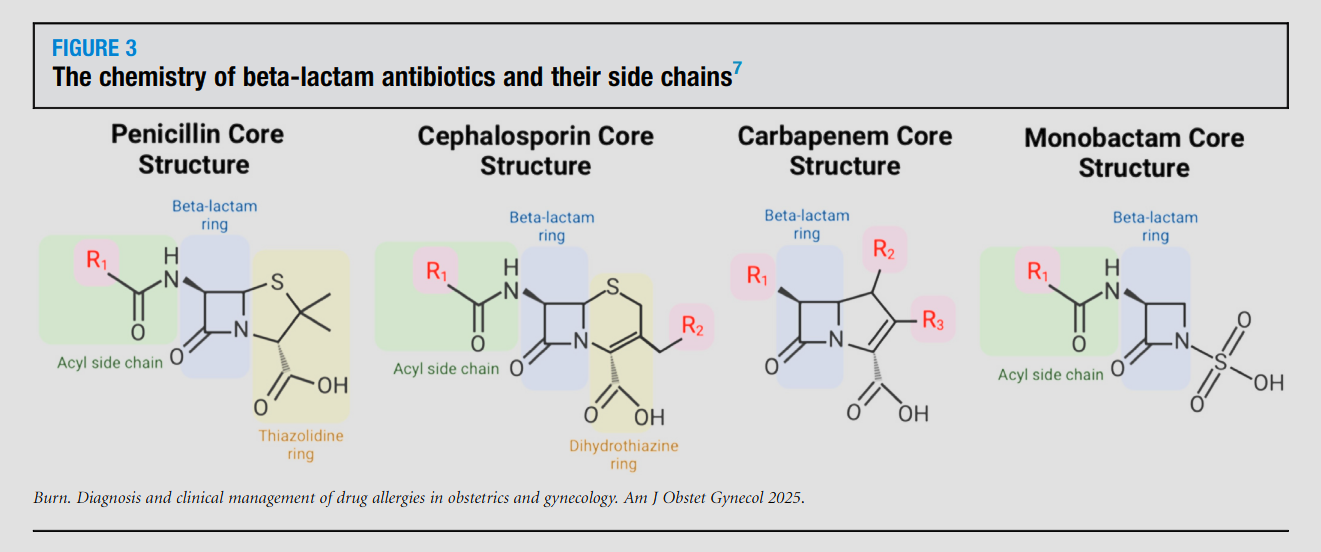 FIGURE 3
The chemistry of beta-lactam antibiotics and their side chains7
Penicillin Core
Structure
Beta-lactam
ring
R1
H
N
S
O
N
O
Acyl side chain
OH
O
Thiazolidine
ring
Cephalosporin Core
Structure
Beta-lactam
ring
R1
H
N
S
R2
O
N
O
Acyl side chain
O
OH
Dihydrothiazine
ring
Carbapenem Core
Structure
Beta-lactam
ring
R2
R1
R3
N
O
O
OH
Monobactam Core
Structure
Beta-lactam
ring
R1
H
N
O
N
O
Acyl side chain
O
S
OH
O
Burn. Diagnosis and clinical management of drug allergies in obstetrics and gynecology. Am J Obstet Gynecol 2025.